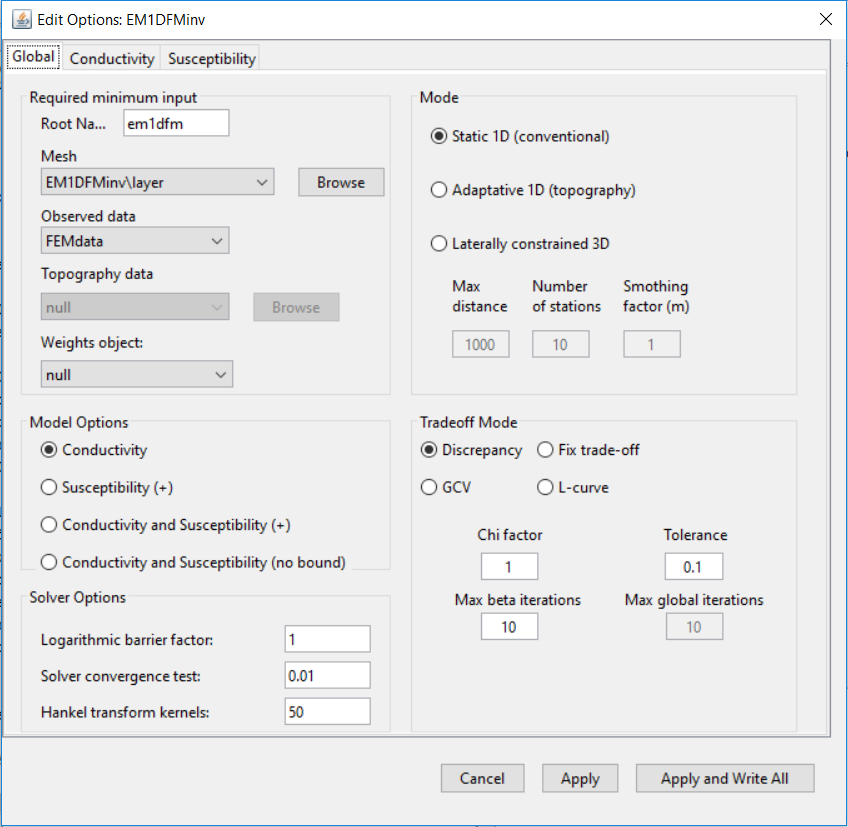 Edit Options: EM1DFMinv
Global Conductivity Susceptibility
Required minimum input
Root Na... em1dfm
Mesh
EM1DFMinv\layer Browse
Observed data
FEMdata
Topography data
null Browse
Weights object:
null
Mode
Static 1D (conventional)
Adaptative 1D (topography)
Laterally constrained 3D
Max distance Number of stations Smothing factor (m)
1000 10 1
Model Options
Conductivity
Susceptibility (+)
Conductivity and Susceptibility (+)
Conductivity and Susceptibility (no bound)
Tradeoff Mode
Discrepancy Fix trade-off
GCV L-curve
Chi factor Tolerance
1 0.1
Max beta iterations Max global iterations
10 10
Solver Options
Logarithmic barrier factor: 1
Solver convergence test: 0.01
Hankel transform kernels: 50
Cancel Apply Apply and Write All